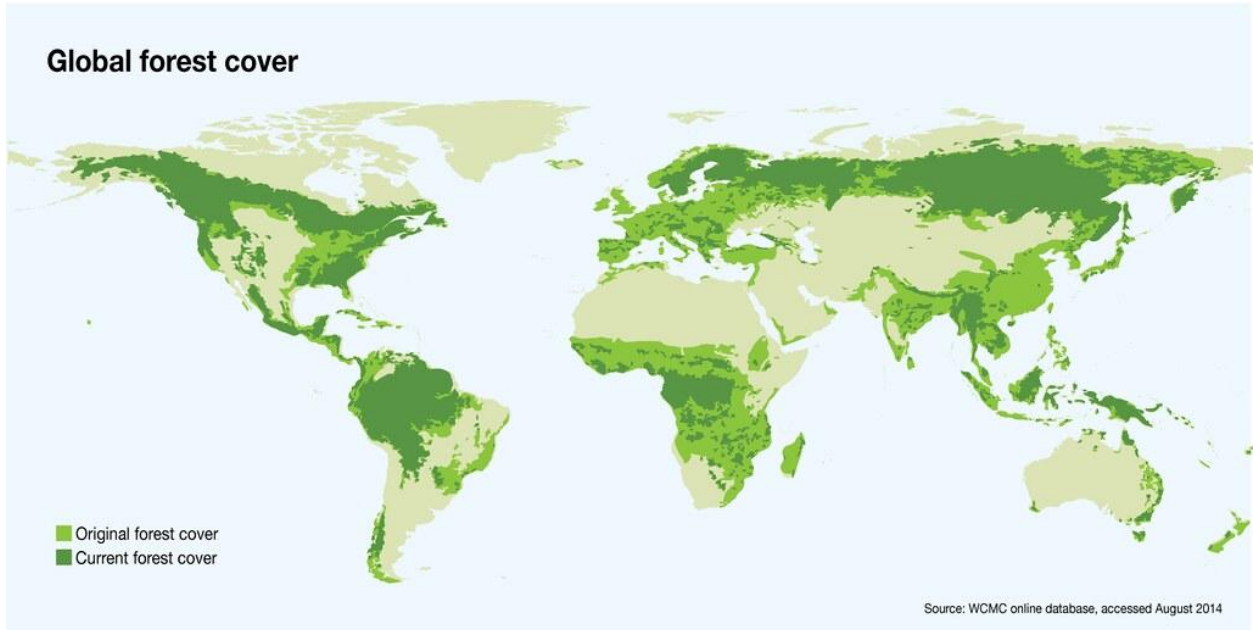 Global forest cover
Original forest cover
Current forest cover
Source: WCMC online database, accessed August 2014